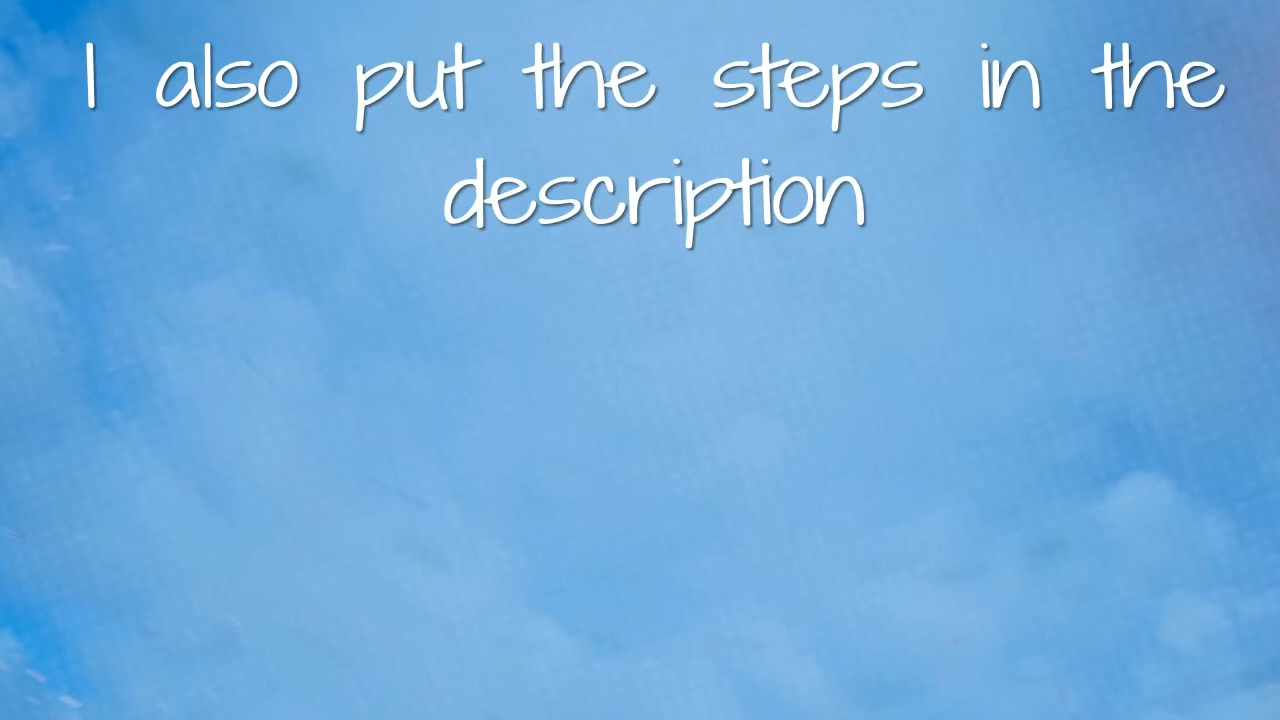 I also put the steps in the
description